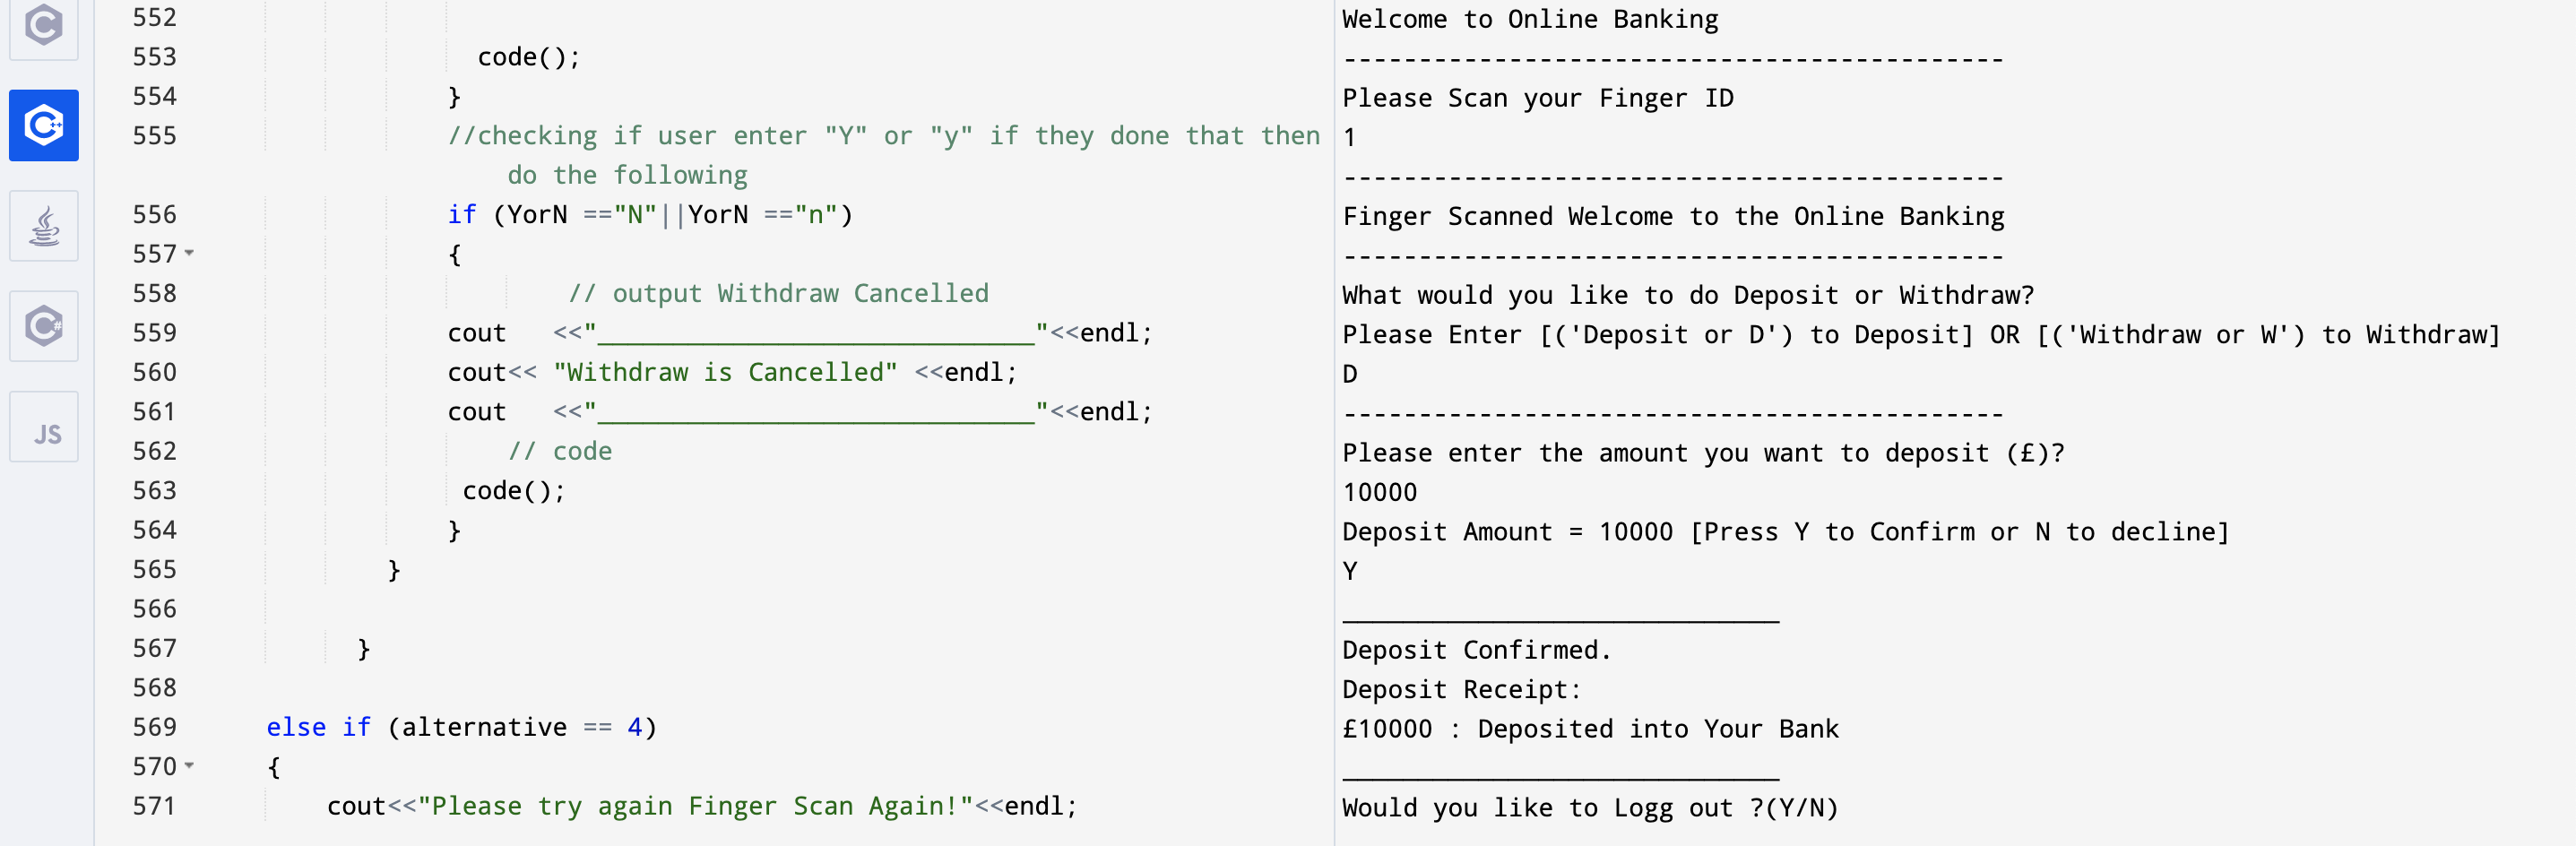 C
C++
C#
JS
552
553 code();
554 }
555 //checking if user enter "Y" or "y" if they done that then
do the following
556 if (YorN =="N"||YorN =="n")
557 {
558 // output Withdraw Cancelled
559 cout   <<"_____________________________"<<endl;
560 cout<< "Withdraw is Cancelled" <<endl;
561 cout   <<"_____________________________"<<endl;
562 // code
563 code();
564 }
565 }
566
567 }
568
569 else if (alternative == 4)
570 {
571 cout<<"Please try again Finger Scan Again!"<<endl;
Welcome to Online Banking
--------------------------------------------
Please Scan your Finger ID
1
--------------------------------------------
Finger Scanned Welcome to the Online Banking
--------------------------------------------
What would you like to do Deposit or Withdraw?
Please Enter [('Deposit or D') to Deposit] OR [('Withdraw or W') to Withdraw]
D
--------------------------------------------
Please enter the amount you want to deposit (£)?
10000
Deposit Amount = 10000 [Press Y to Confirm or N to decline]
Y
_____________________________
Deposit Confirmed.
Deposit Receipt:
£10000 : Deposited into Your Bank
_____________________________
Would you like to Logg out ?(Y/N)